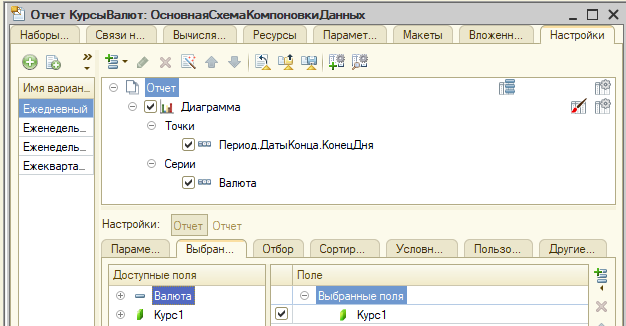 Отчет КурсыВалют: ОсновнаяСхемаКомпоновкиДанных
Наборы... Связи н... Вычисля... Ресурсы Парамет... Макеты Вложенн... Настройки
Имя вариан...
Ежедневный
Еженедель...
Еженедель...
Ежекварта...
Отчет
Диаграмма
Точки
Период.ДатыКонца.КонецДня
Серии
Валюта
Настройки: Отчет Отчет
Параме... Выбран... Отбор Сортир... Условн... Пользо... Другие...
Доступные поля Поле
Валюта Выбранные поля
Курс1 Курс1